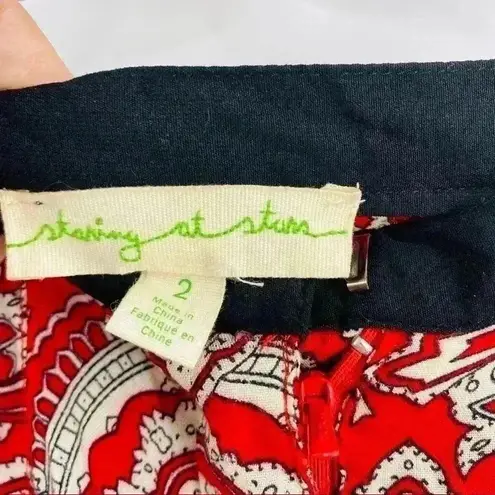 staring at stars
2
Made in
China
Fabriqué en
Chine